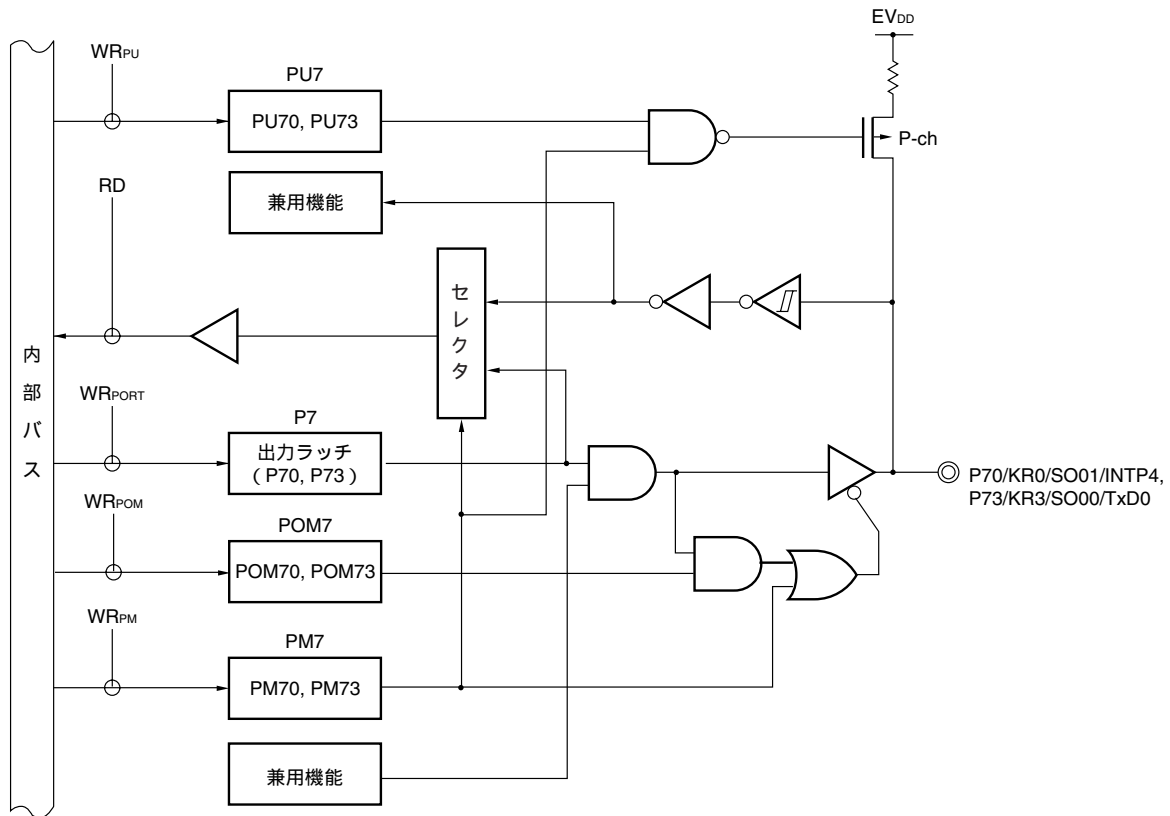 EVDD
WRPU
PU7
PU70, PU73
P-ch
RD
兼用機能
セレクタ
内部バス
WRPORT
P7
出力ラッチ
（P70, P73）
P70/KR0/SO01/INTP4,
P73/KR3/SO00/TxD0
WRPOM
POM7
POM70, POM73
WRPM
PM7
PM70, PM73
兼用機能